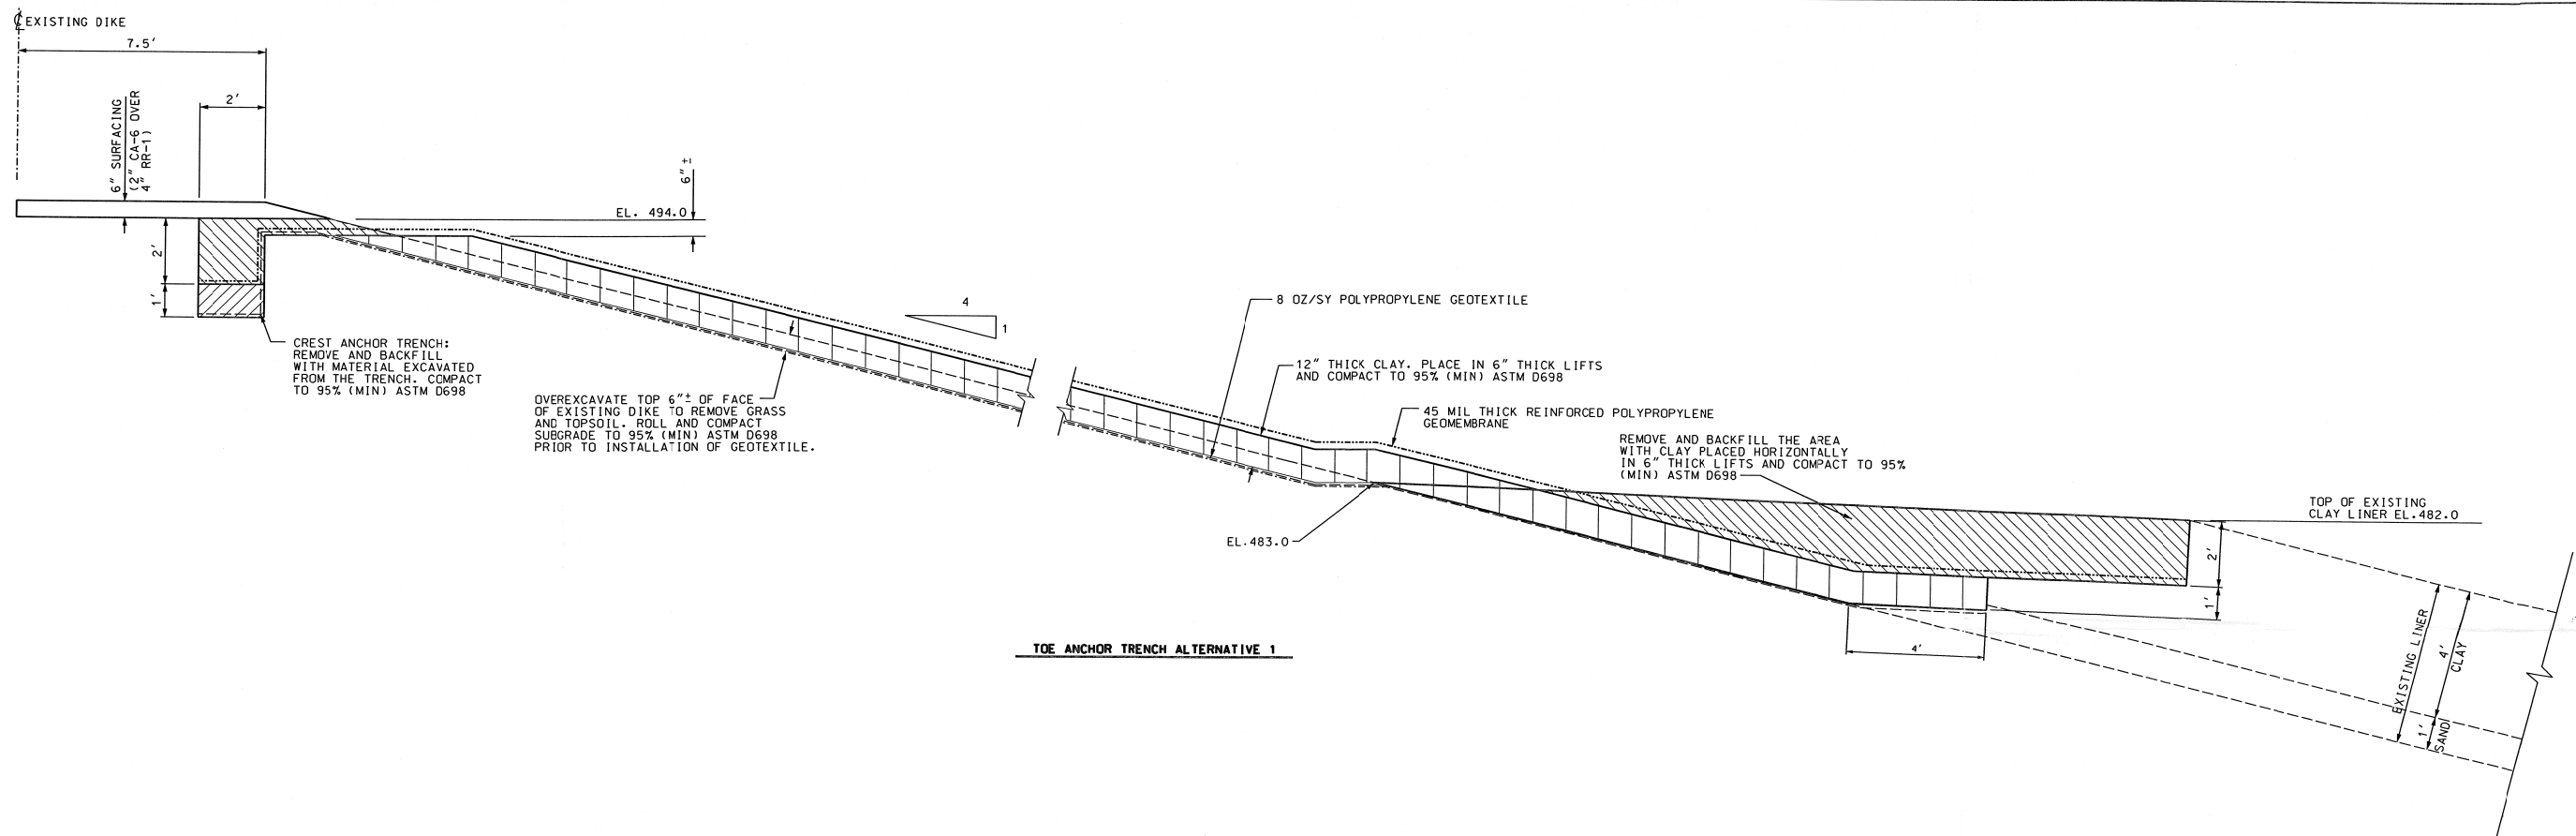 ℄ EXISTING DIKE
7.5'
2'
6" SURFACING
(2" CA-6 OVER
4" RR-1)
6"±
EL. 494.0
2'
1'
CREST ANCHOR TRENCH:
REMOVE AND BACKFILL
WITH MATERIAL EXCAVATED
FROM THE TRENCH. COMPACT
TO 95% (MIN) ASTM D698
4
1
OVEREXCAVATE TOP 6"± OF FACE
OF EXISTING DIKE TO REMOVE GRASS
AND TOPSOIL. ROLL AND COMPACT
SUBGRADE TO 95% (MIN) ASTM D698
PRIOR TO INSTALLATION OF GEOTEXTILE.
8 OZ/SY POLYPROPYLENE GEOTEXTILE
12" THICK CLAY. PLACE IN 6" THICK LIFTS
AND COMPACT TO 95% (MIN) ASTM D698
45 MIL THICK REINFORCED POLYPROPYLENE
GEOMEMBRANE
REMOVE AND BACKFILL THE AREA
WITH CLAY PLACED HORIZONTALLY
IN 6" THICK LIFTS AND COMPACT TO 95%
(MIN) ASTM D698
EL.483.0
TOP OF EXISTING
CLAY LINER EL.482.0
2'
1'
4'
EXISTING LINER
4'
CLAY
1'
SAND
TOE ANCHOR TRENCH ALTERNATIVE 1